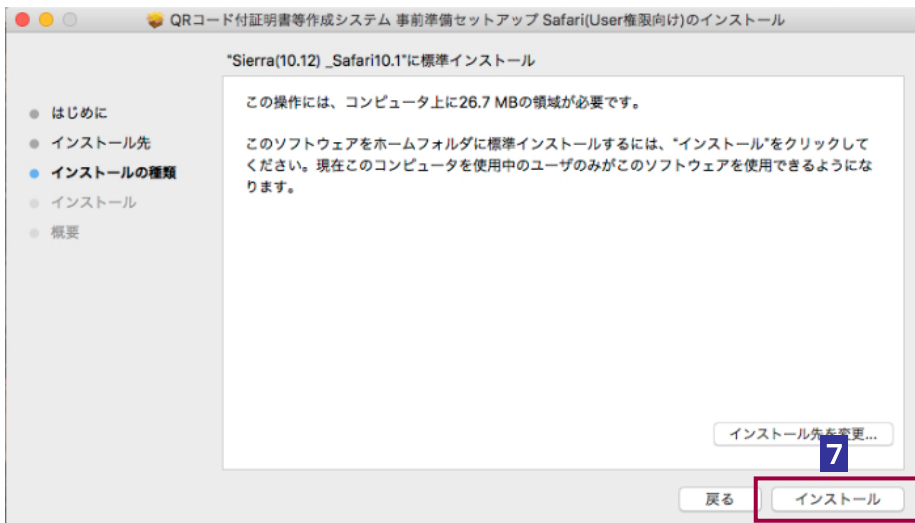 QRコード付証明書等作成システム 事前準備セットアップ Safari(User権限向け)のインストール
"Sierra(10.12) _Safari10.1"に標準インストール
はじめに
インストール先
インストールの種類
インストール
概要
この操作には、コンピュータ上に26.7 MBの領域が必要です。
このソフトウェアをホームフォルダに標準インストールするには、"インストール"をクリックして
ください。現在このコンピュータを使用中のユーザのみがこのソフトウェアを使用できるようにな
ります。
インストール先を変更...
7
戻る
インストール